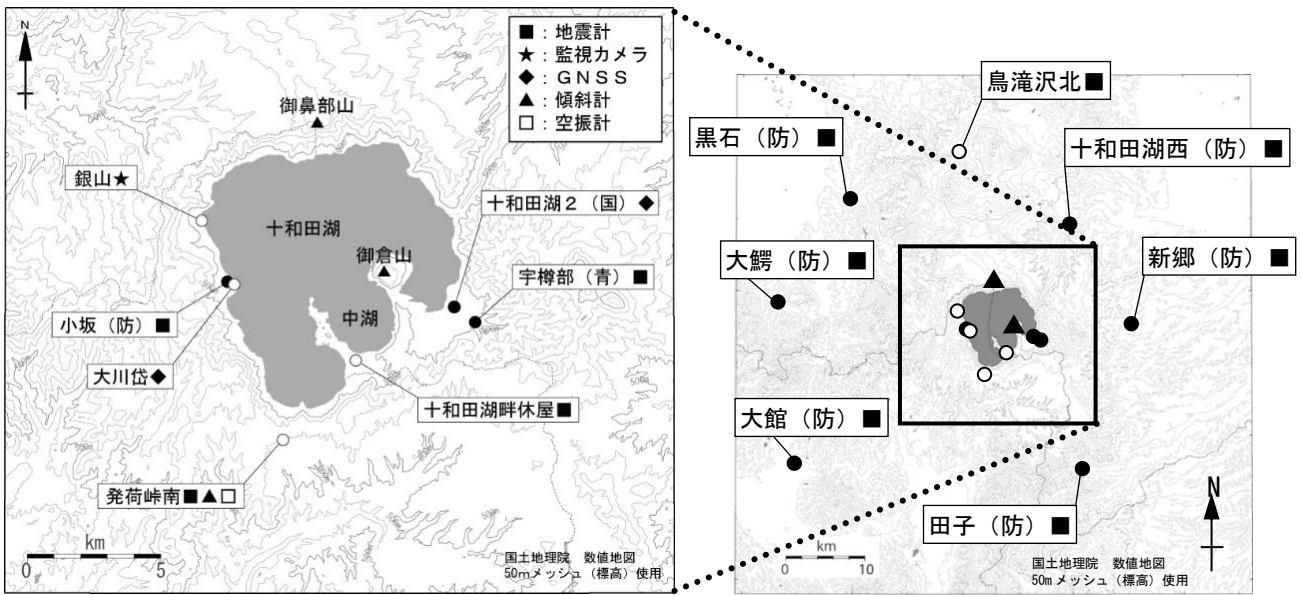 N
■：地震計
★：監視カメラ
◆：ＧＮＳＳ
▲：傾斜計
□：空振計
御鼻部山
銀山★
十和田湖２（国）◆
十和田湖
御倉山
宇樽部（青）■
中湖
小坂（防）■
大川岱◆
十和田湖畔休屋■
発荷峠南■▲□
km
0 5
国土地理院 数値地図
50mメッシュ（標高）使用
500m
500m
鳥滝沢北■
黒石（防）■
十和田湖西（防）■
大鰐（防）■
新郷（防）■
大館（防）■
田子（防）■
N
km
0 10
国土地理院 数値地図
50mメッシュ（標高）使用